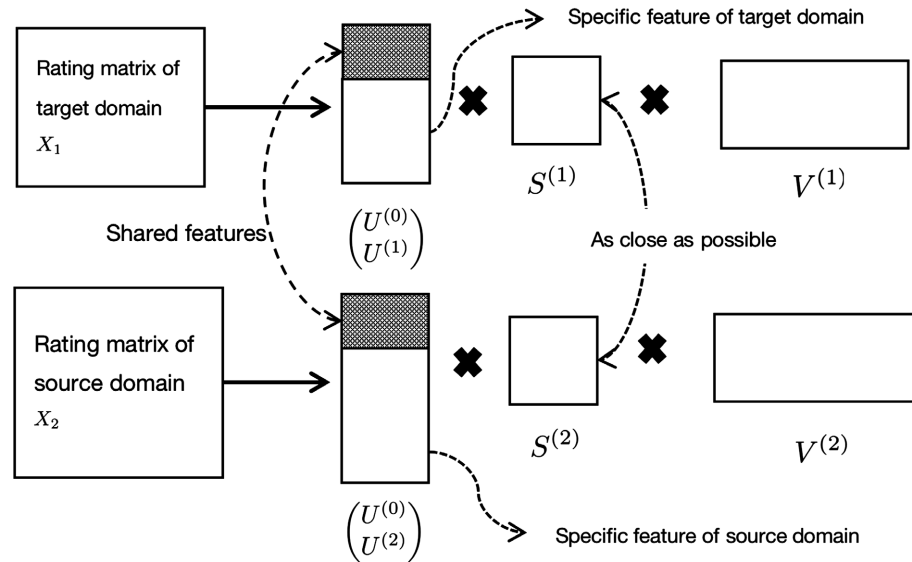 Specific feature of target domain
Rating matrix of
target domain
X₁
S⁽¹⁾
V⁽¹⁾
(U⁽⁰⁾
U⁽¹⁾)
Shared features
As close as possible
Rating matrix of
source domain
X₂
S⁽²⁾
V⁽²⁾
(U⁽⁰⁾
U⁽²⁾)
Specific feature of source domain